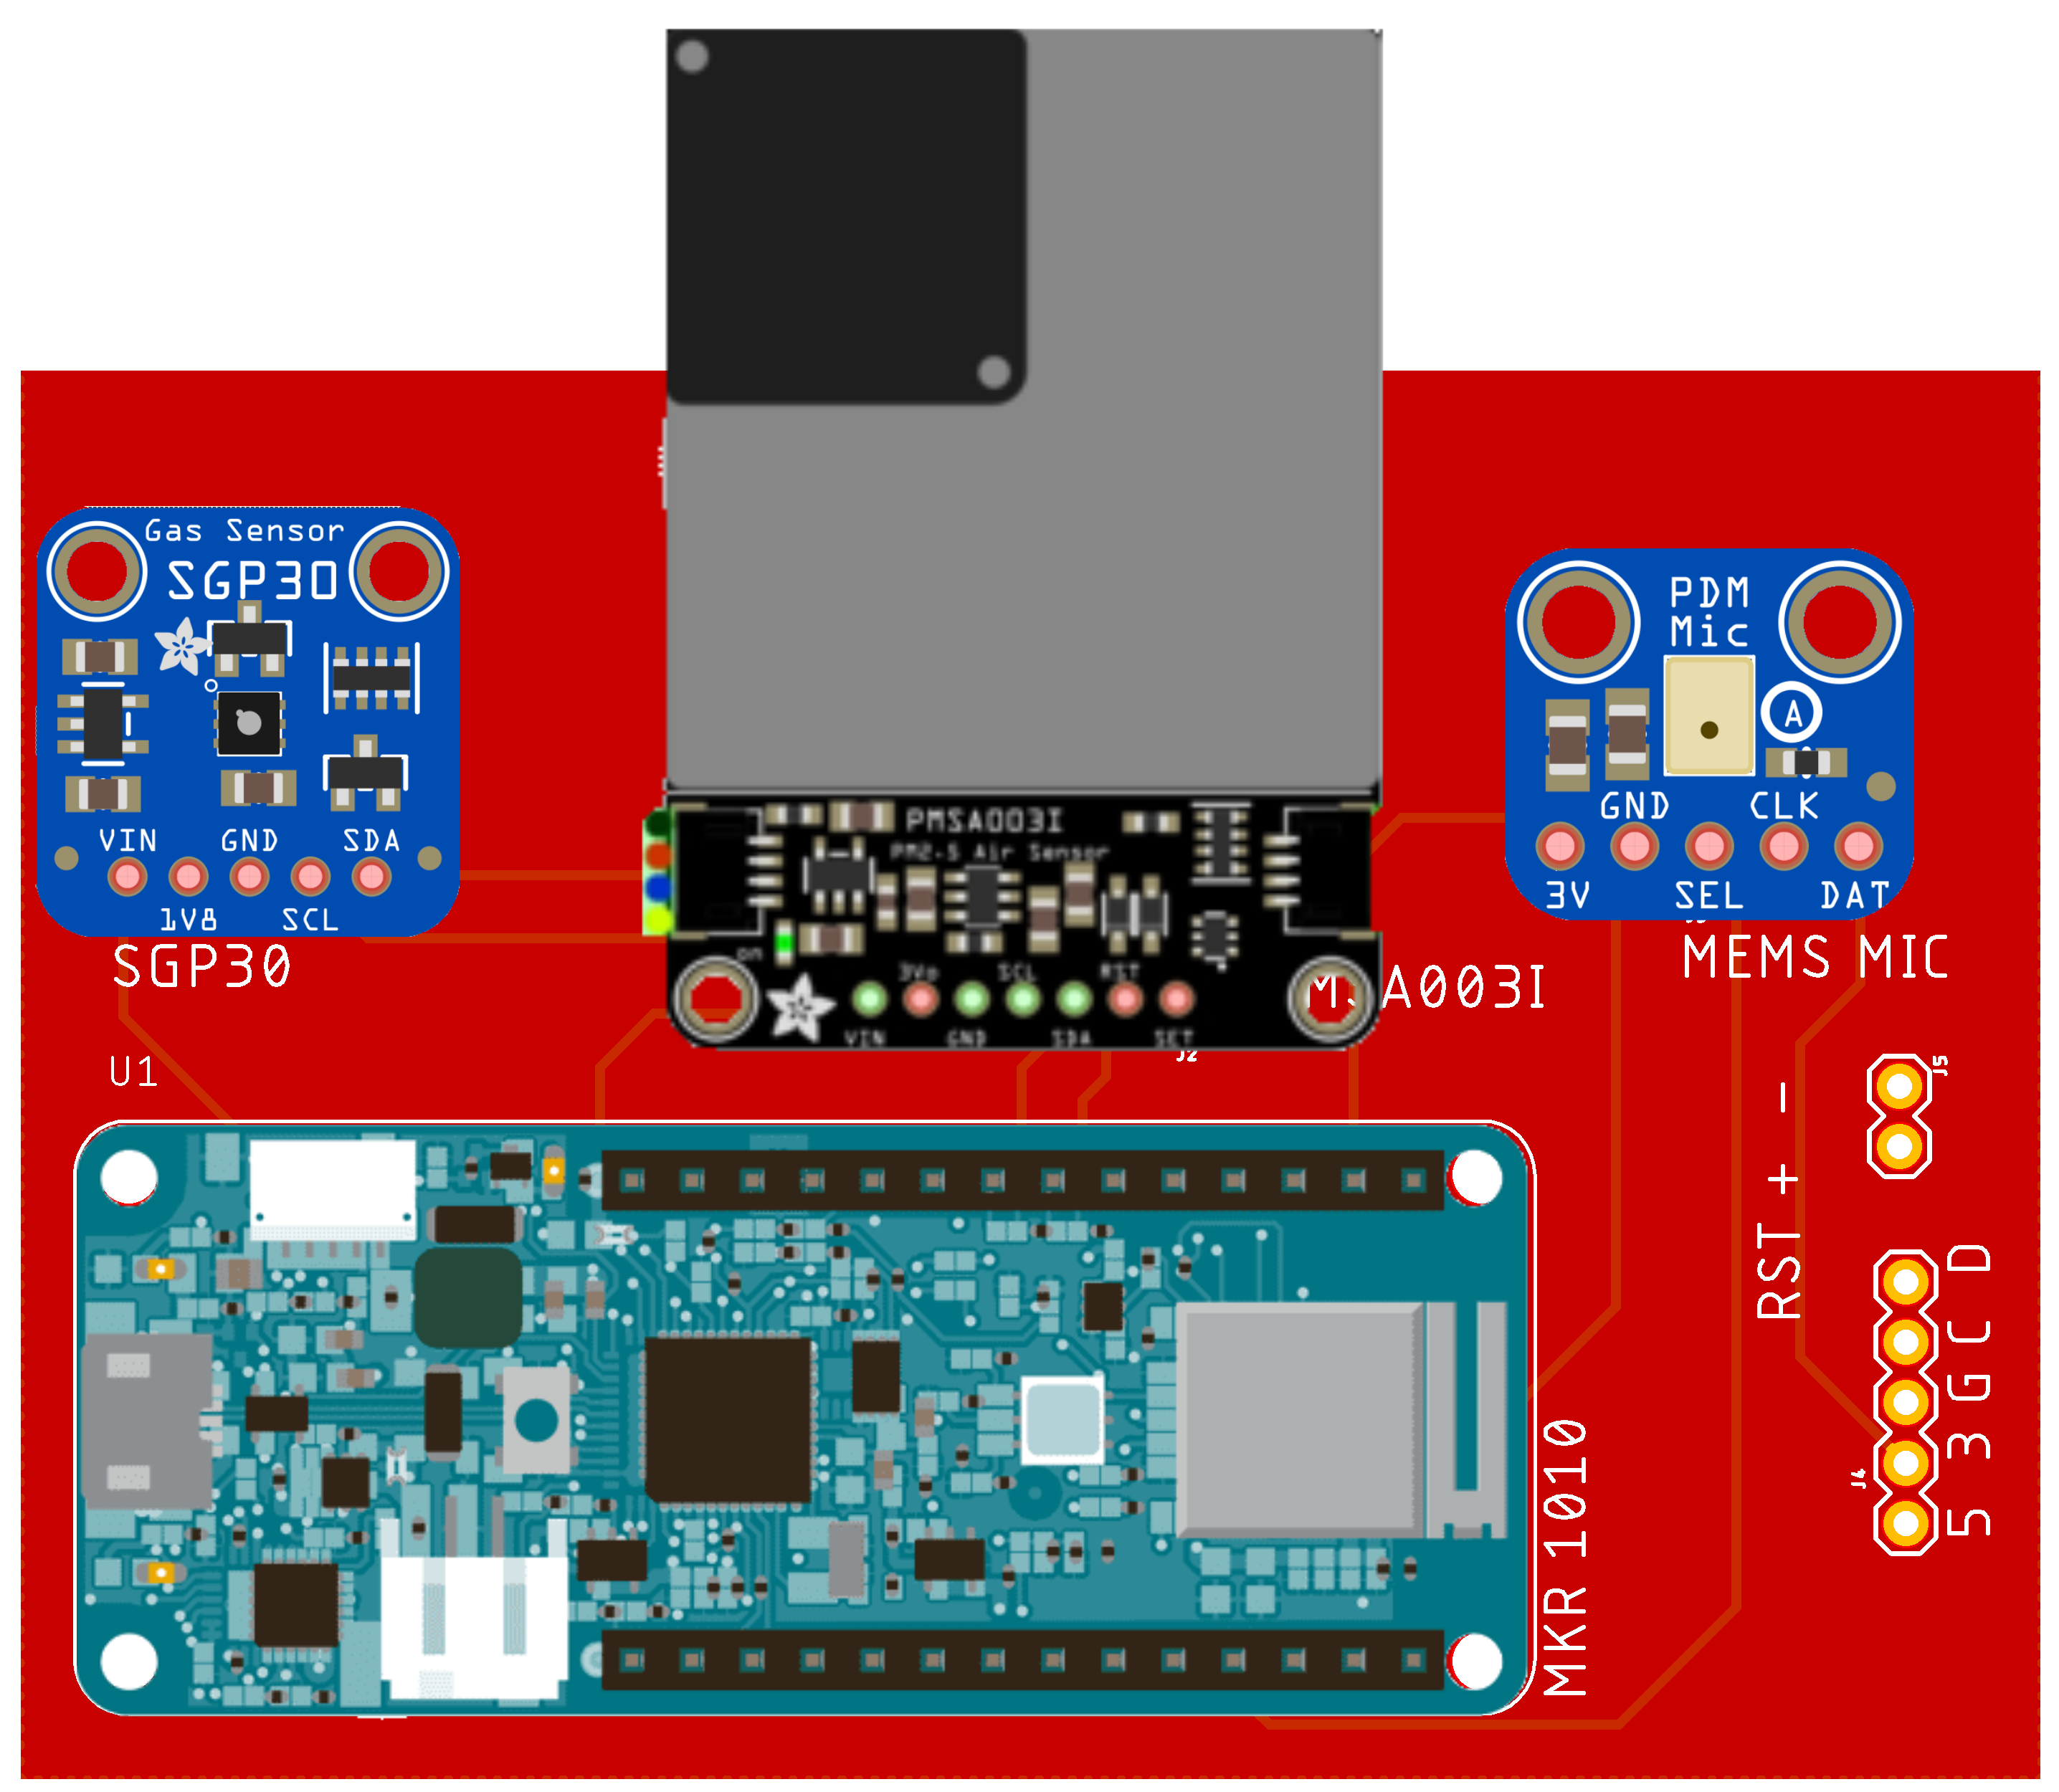 Gas Sensor
SGP30
VIN GND SDA
1V8 SCL
SGP30
PMSA003I
PM2.5 Air Sensor
on
3Vo SCL RST
VIN GND SDA SET
A003I
J2
PDM
Mic
A
GND CLK
3V SEL DAT
MEMS MIC
U1
J5
RST + -
J4
5 3 G C D
MKR 1010